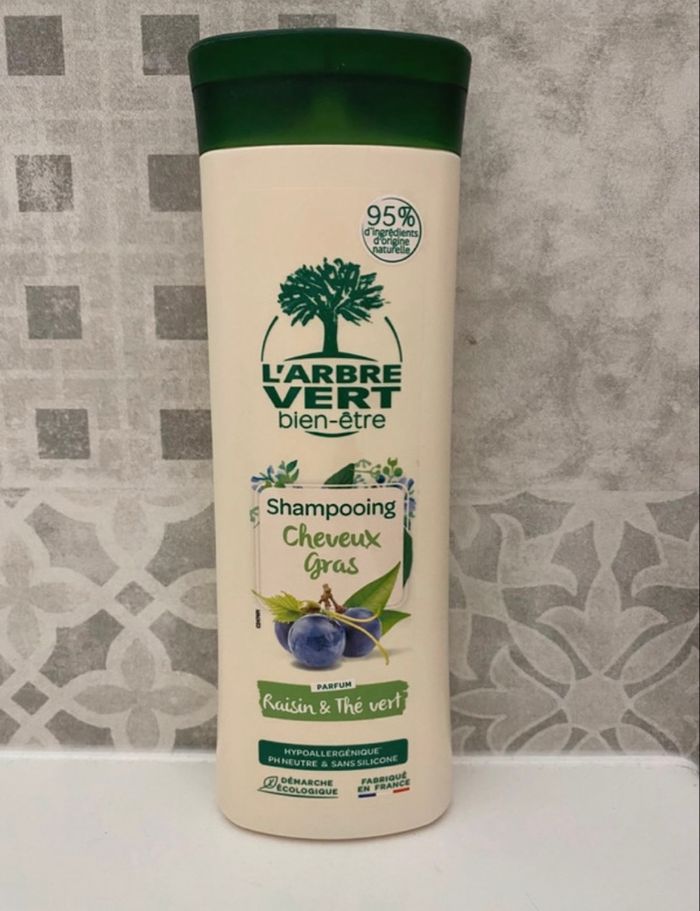 95%
d'ingrédients
d'origine
naturelle
L'ARBRE
VERT
bien-être
Shampooing
Cheveux
Gras
PARFUM
Raisin & Thé vert
HYPOALLERGÉNIQUE
PH NEUTRE & SANS SILICONE
DÉMARCHE
ÉCOLOGIQUE
FABRIQUÉ
EN FRANCE